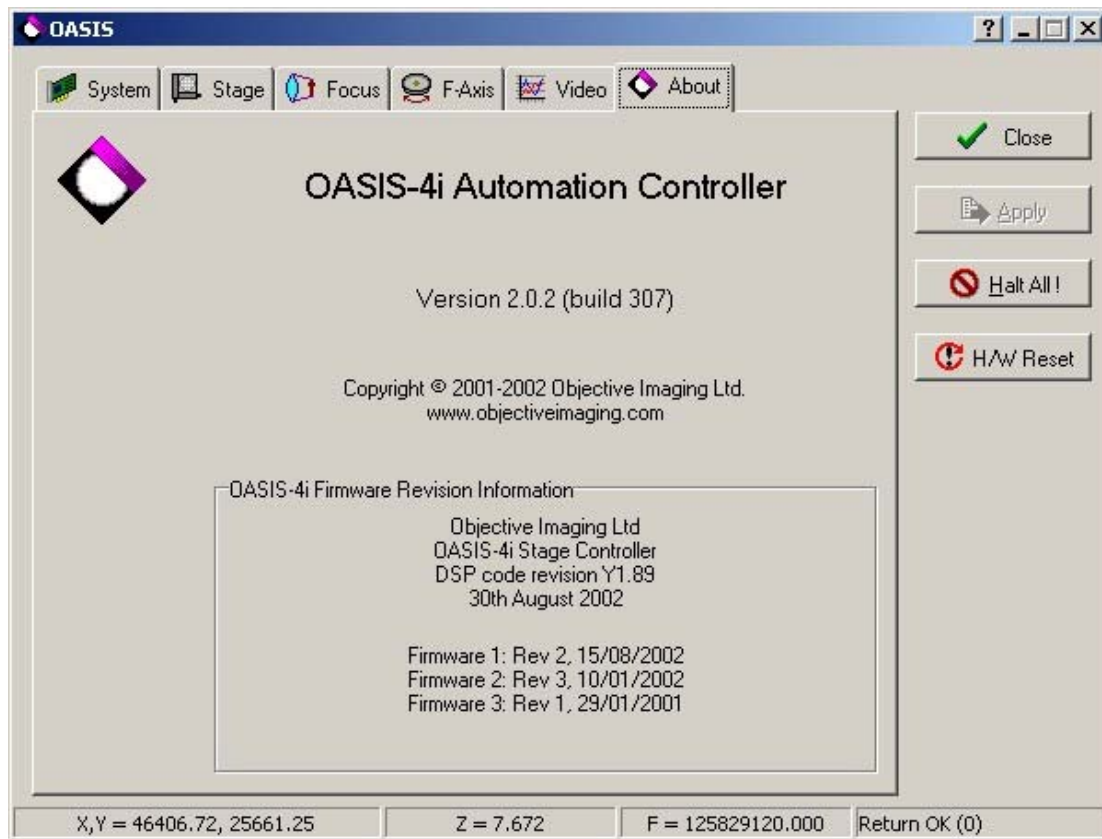 OASIS
System Stage Focus F-Axis Video About
OASIS-4i Automation Controller
Version 2.0.2 (build 307)
Copyright © 2001-2002 Objective Imaging Ltd.
www.objectiveimaging.com
OASIS-4i Firmware Revision Information
Objective Imaging Ltd
OASIS-4i Stage Controller
DSP code revision Y1.89
30th August 2002
Firmware 1: Rev 2, 15/08/2002
Firmware 2: Rev 3, 10/01/2002
Firmware 3: Rev 1, 29/01/2001
Close
Apply
Halt All !
H/W Reset
X,Y = 46406.72, 25661.25 Z = 7.672 F = 125829120.000 Return OK (0)